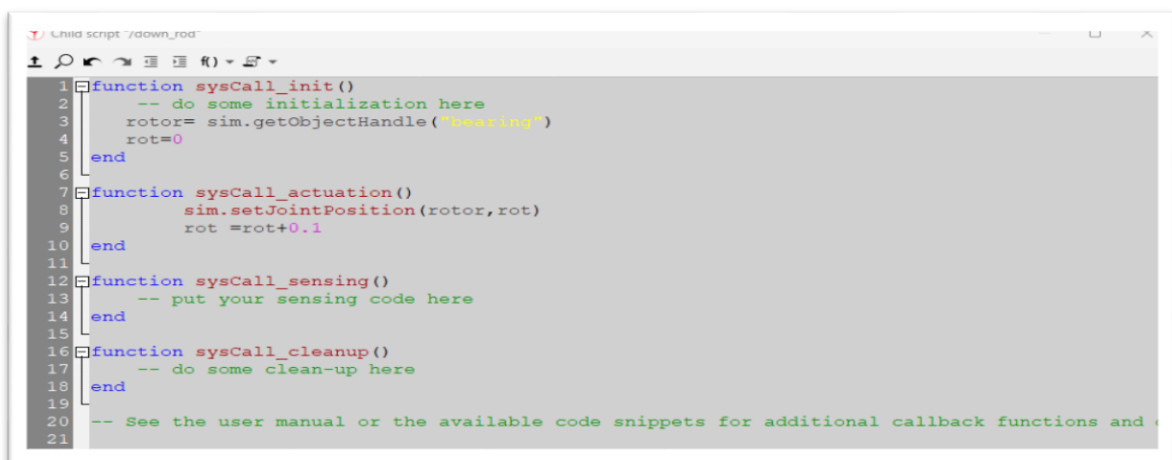 Child script "/down_rod"
f()
1 function sysCall_init()
2 -- do some initialization here
3 rotor= sim.getObjectHandle("bearing")
4 rot=0
5 end
6
7 function sysCall_actuation()
8 sim.setJointPosition(rotor,rot)
9 rot =rot+0.1
10 end
11
12 function sysCall_sensing()
13 -- put your sensing code here
14 end
15
16 function sysCall_cleanup()
17 -- do some clean-up here
18 end
19
20 -- See the user manual or the available code snippets for additional callback functions and
21